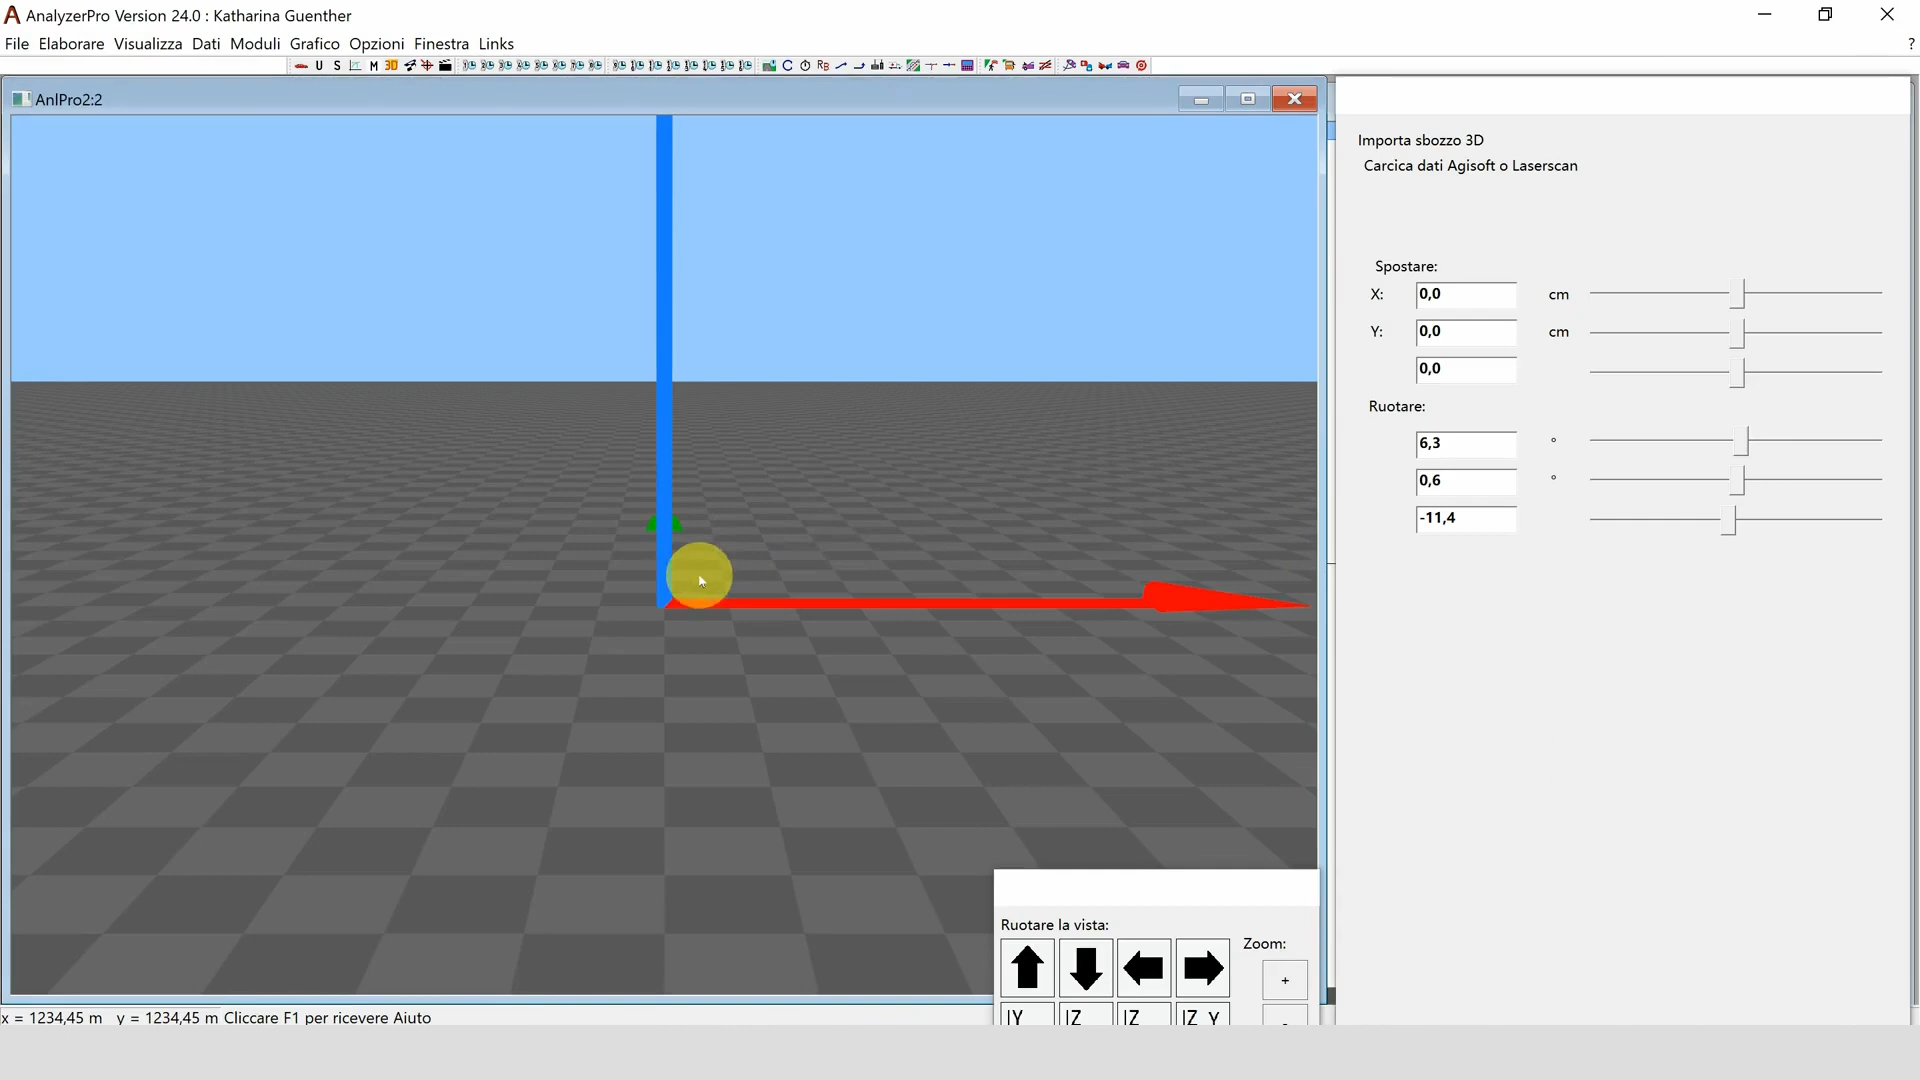 AnalyzerPro Version 24.0 : Katharina Guenther
File Elaborare Visualizza Dati Moduli Grafico Opzioni Finestra Links ?
U S M 3D
AnlPro2:2
Importa sbozzo 3D
Carcica dati Agisoft o Laserscan
Spostare:
X: 0,0 cm
Y: 0,0 cm
0,0
Ruotare:
6,3 °
0,6 °
-11,4
Ruotare la vista:
Zoom:
+
-
|Y |Z |Z |Z Y
x = 1234,45 m y = 1234,45 m Cliccare F1 per ricevere Aiuto